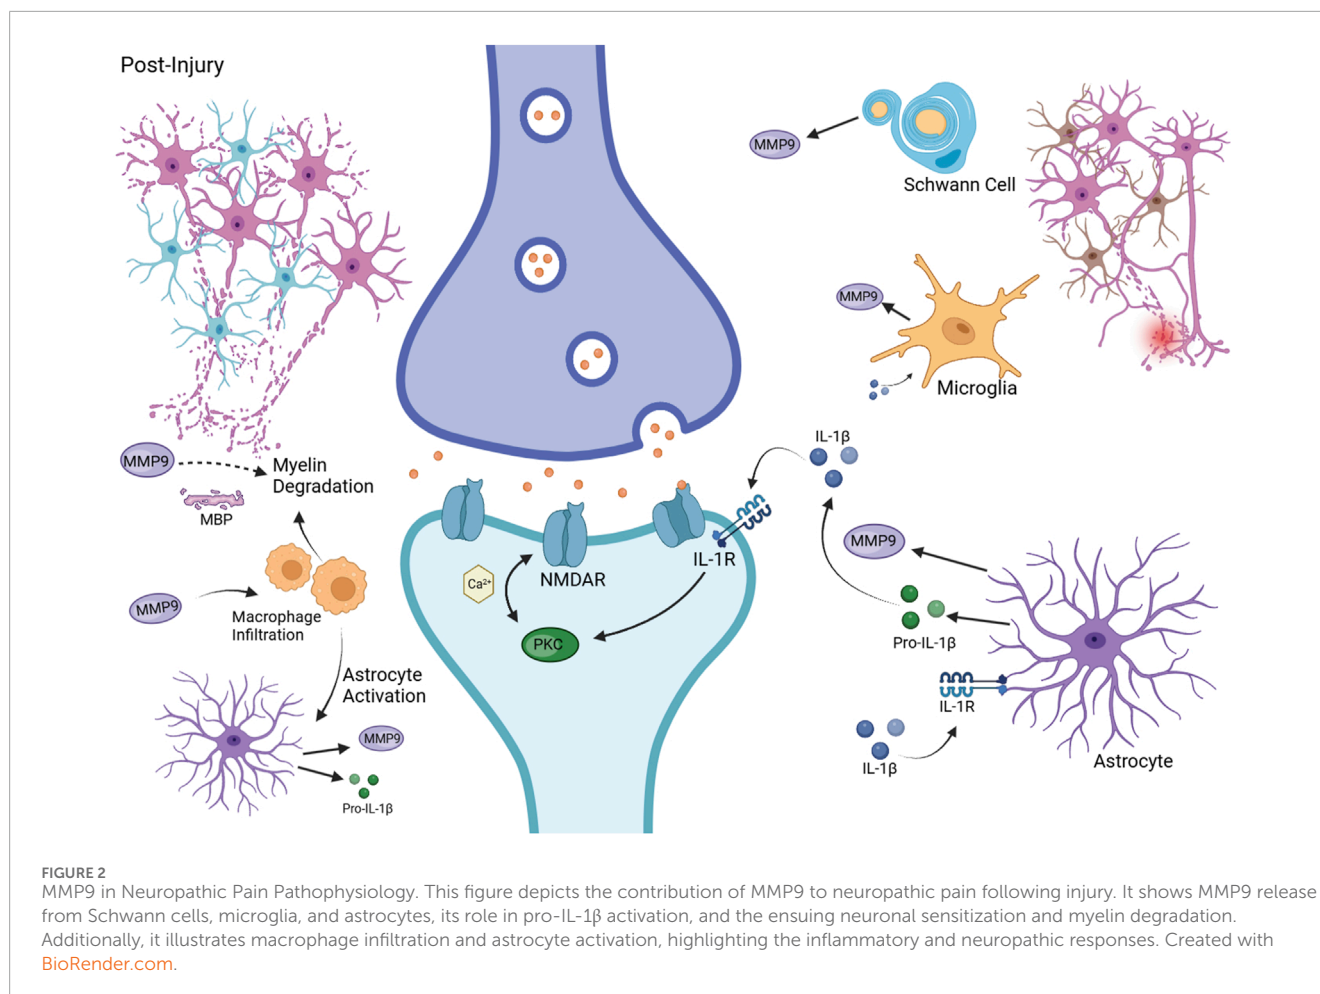 Post-Injury
MMP9
Schwann Cell
MMP9
Microglia
IL-1β
MMP9
Myelin
Degradation
MBP
MMP9
Macrophage
Infiltration
Astrocyte
Activation
MMP9
Pro-IL-1β
Ca²⁺
NMDAR
IL-1R
PKC
MMP9
Pro-IL-1β
IL-1R
IL-1β
Astrocyte
FIGURE 2
MMP9 in Neuropathic Pain Pathophysiology. This figure depicts the contribution of MMP9 to neuropathic pain following injury. It shows MMP9 release
from Schwann cells, microglia, and astrocytes, its role in pro-IL-1β activation, and the ensuing neuronal sensitization and myelin degradation.
Additionally, it illustrates macrophage infiltration and astrocyte activation, highlighting the inflammatory and neuropathic responses. Created with
BioRender.com.